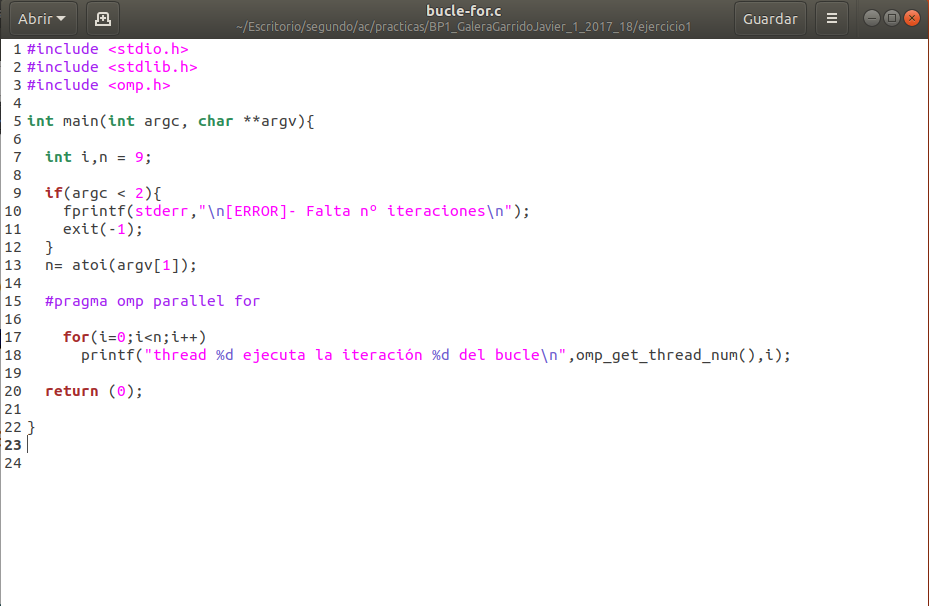 Abrir
bucle-for.c
~/Escritorio/segundo/ac/practicas/BP1_GaleraGarridoJavier_1_2017_18/ejercicio1
Guardar
1 #include <stdio.h>
2 #include <stdlib.h>
3 #include <omp.h>
4
5 int main(int argc, char **argv){
6
7   int i,n = 9;
8
9   if(argc < 2){
10     fprintf(stderr,"\n[ERROR]- Falta nº iteraciones\n");
11     exit(-1);
12   }
13   n= atoi(argv[1]);
14
15   #pragma omp parallel for
16
17     for(i=0;i<n;i++)
18       printf("thread %d ejecuta la iteración %d del bucle\n",omp_get_thread_num(),i);
19
20   return (0);
21
22 }
23
24